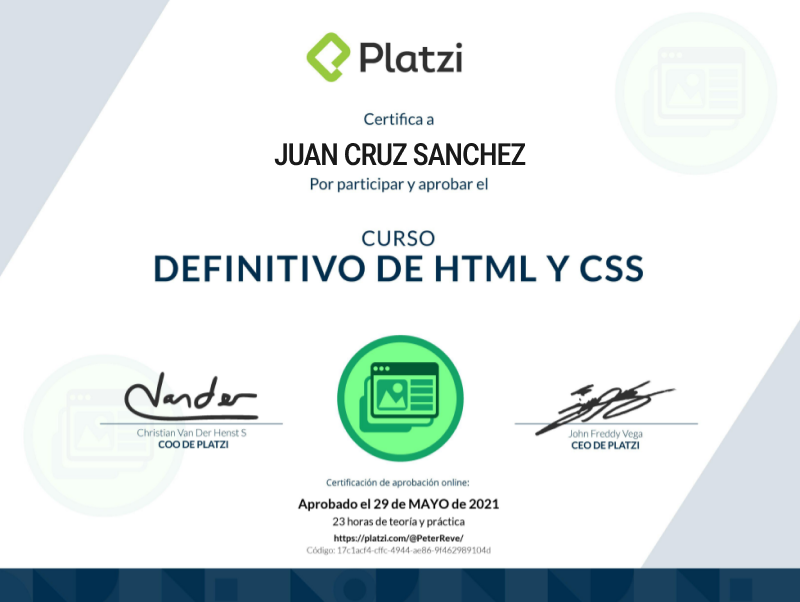 Platzi
Certifica a
JUAN CRUZ SANCHEZ
Por participar y aprobar el
CURSO
DEFINITIVO DE HTML Y CSS
Vander
Christian Van Der Henst S
COO DE PLATZI
John Freddy Vega
CEO DE PLATZI
Certificación de aprobación online:
Aprobado el 29 de MAYO de 2021
23 horas de teoría y práctica
https://platzi.com/@PeterReve/
Código: 17c1acf4-cffc-4944-ae86-9f462989104d